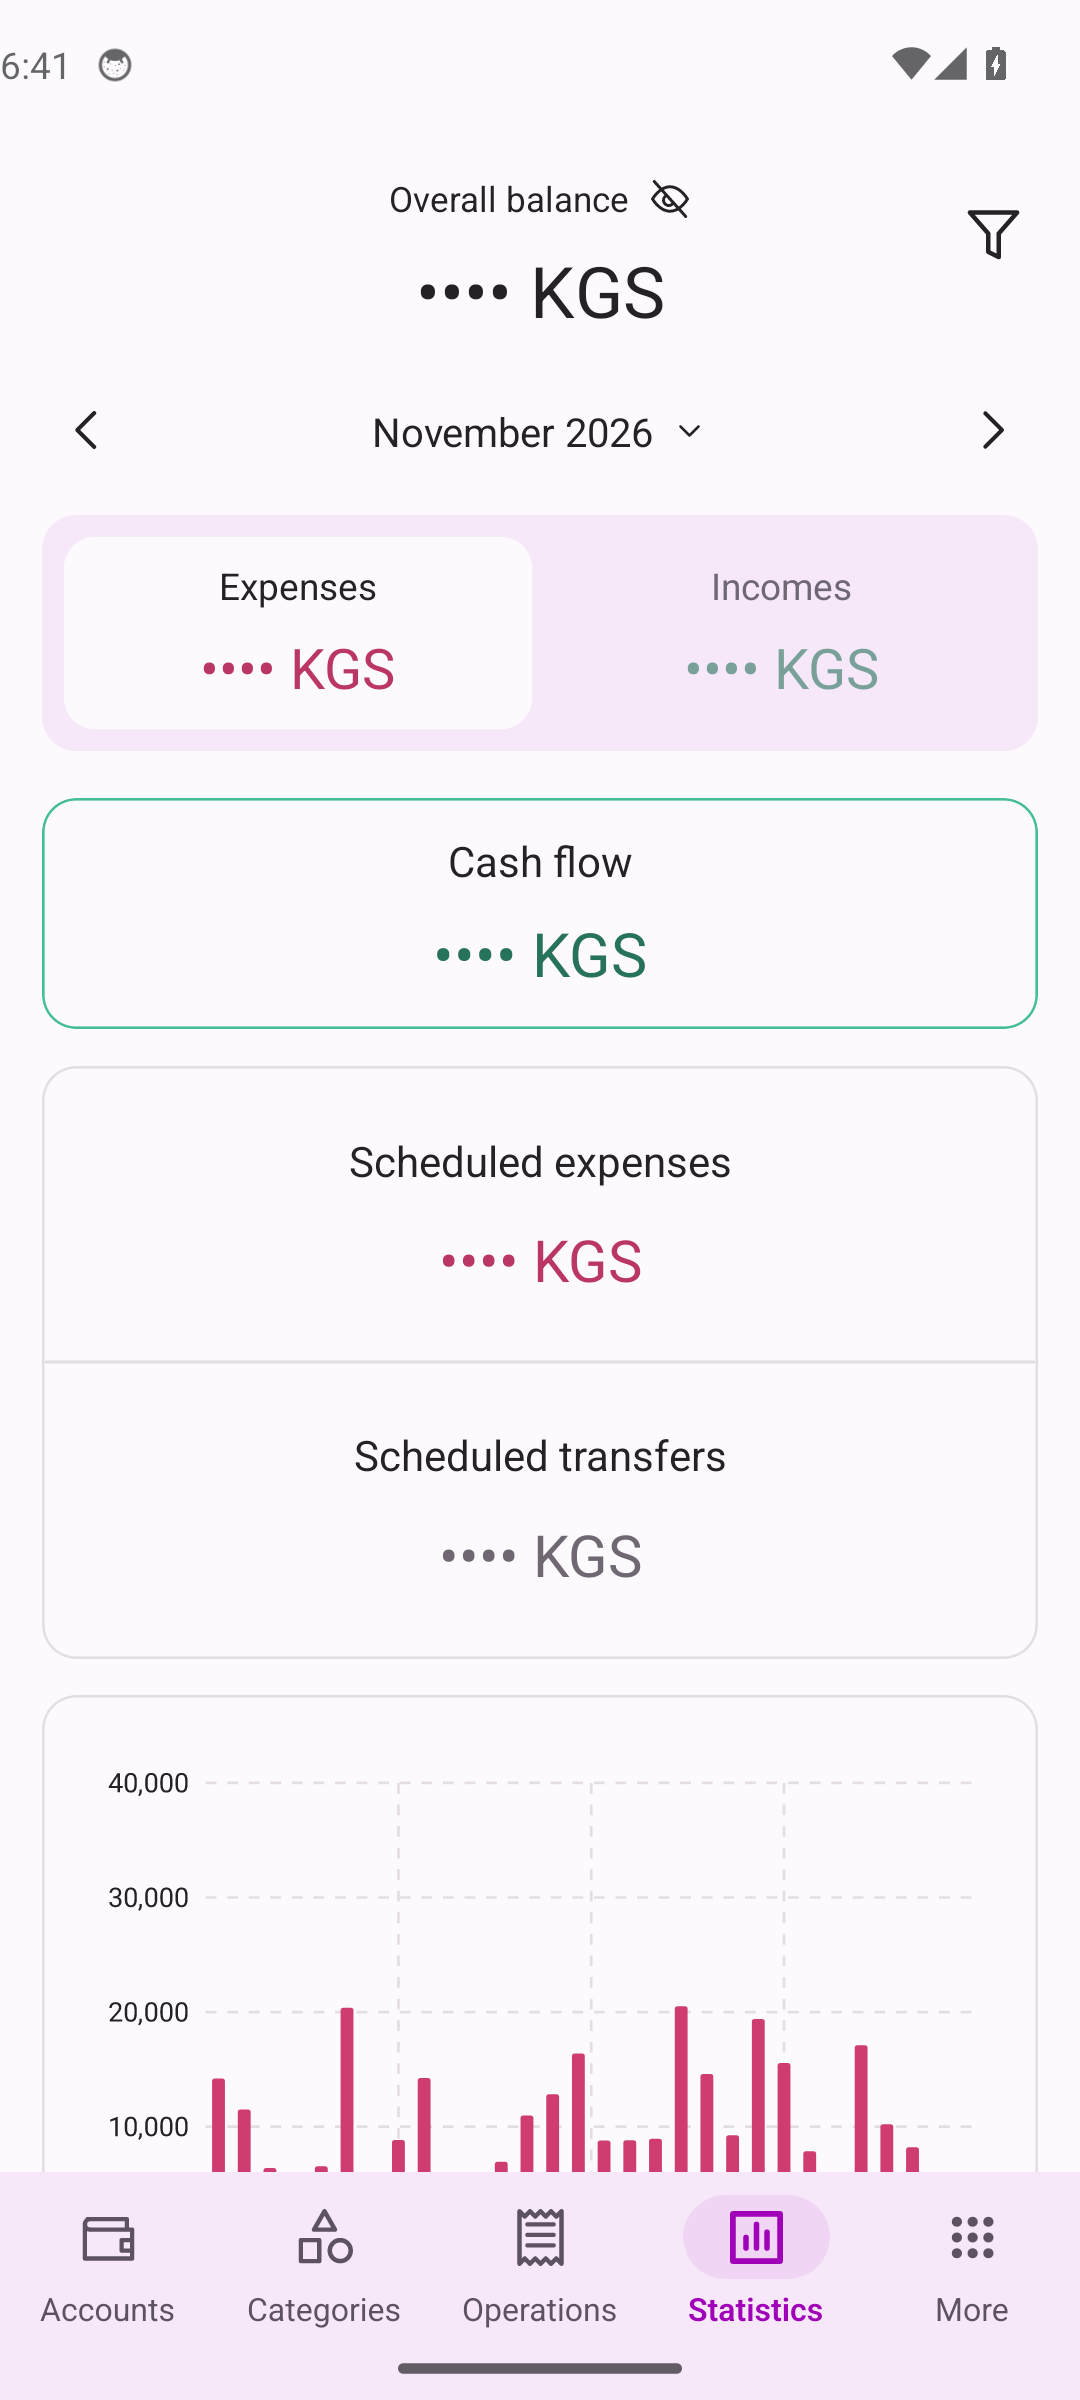 6:41
Overall balance
•••• KGS
November 2026
Expenses
Incomes
•••• KGS
•••• KGS
Cash flow
•••• KGS
Scheduled expenses
•••• KGS
Scheduled transfers
•••• KGS
40,000
30,000
20,000
10,000
Accounts
Categories
Operations
Statistics
More